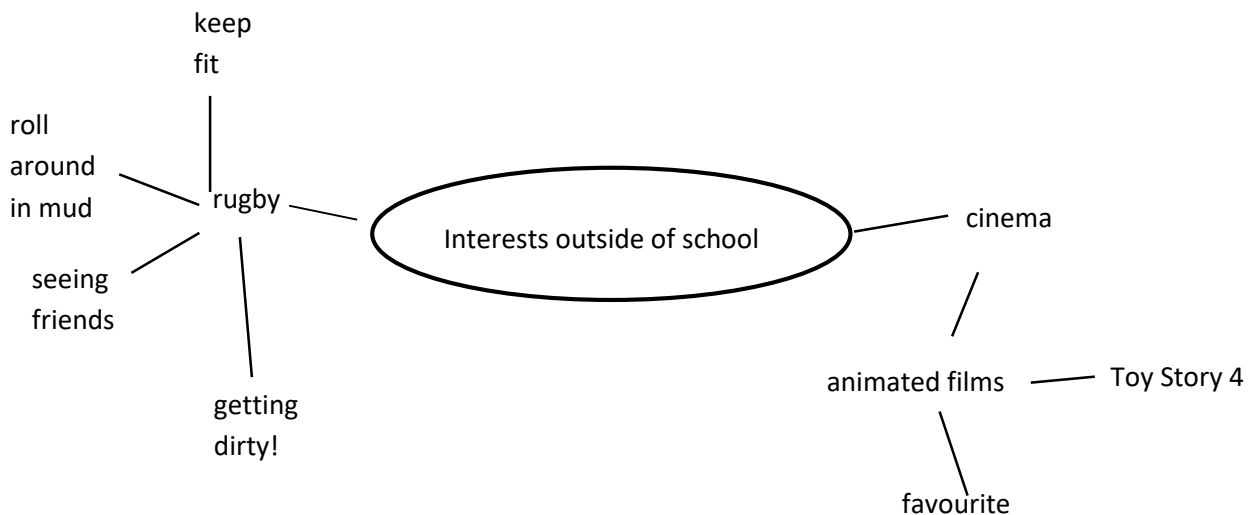 keep
fit
roll
around
in mud
rugby
seeing
friends
getting
dirty!
Interests outside of school
cinema
animated films
Toy Story 4
favourite